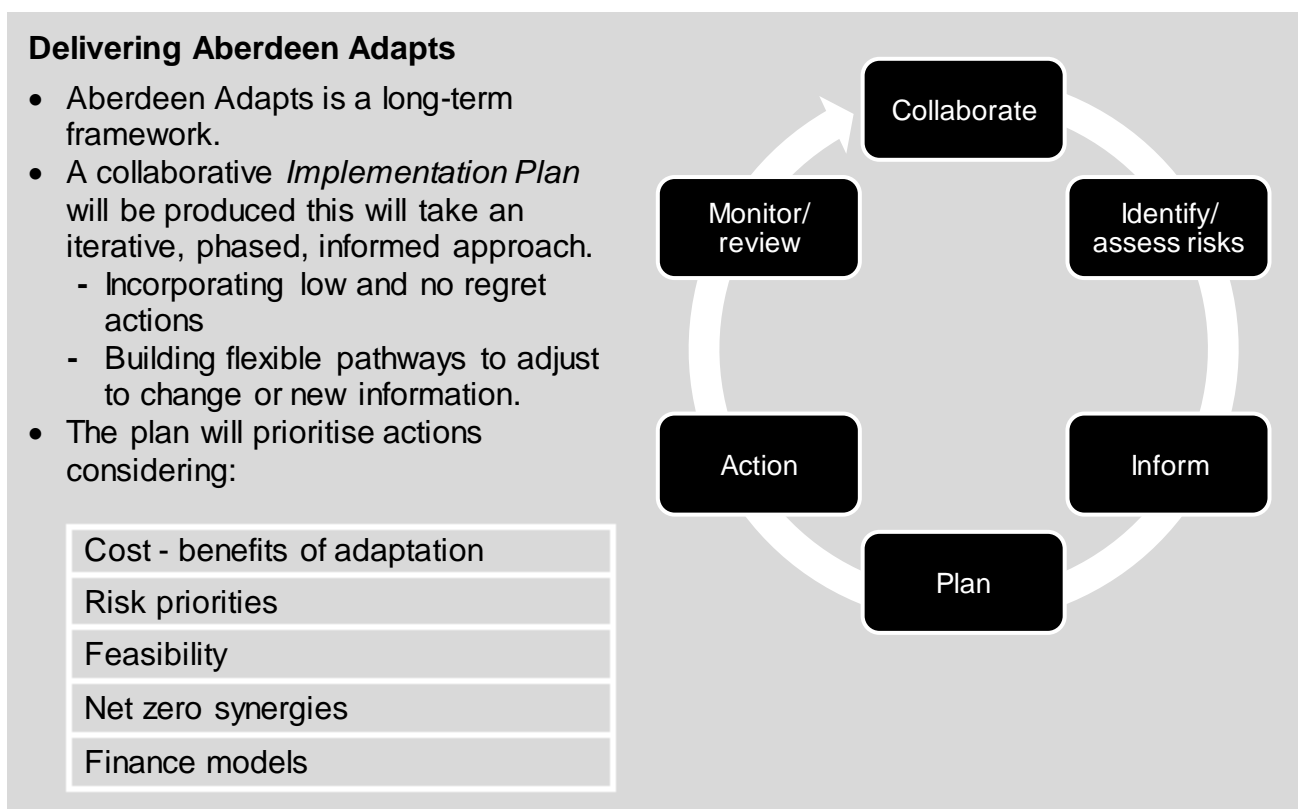 Delivering Aberdeen Adapts
• Aberdeen Adapts is a long-term
framework.
• A collaborative Implementation Plan
will be produced this will take an
iterative, phased, informed approach.
- Incorporating low and no regret
actions
- Building flexible pathways to adjust
to change or new information.
• The plan will prioritise actions
considering:
Cost - benefits of adaptation
Risk priorities
Feasibility
Net zero synergies
Finance models
Collaborate
Identify/
assess risks
Inform
Plan
Action
Monitor/
review